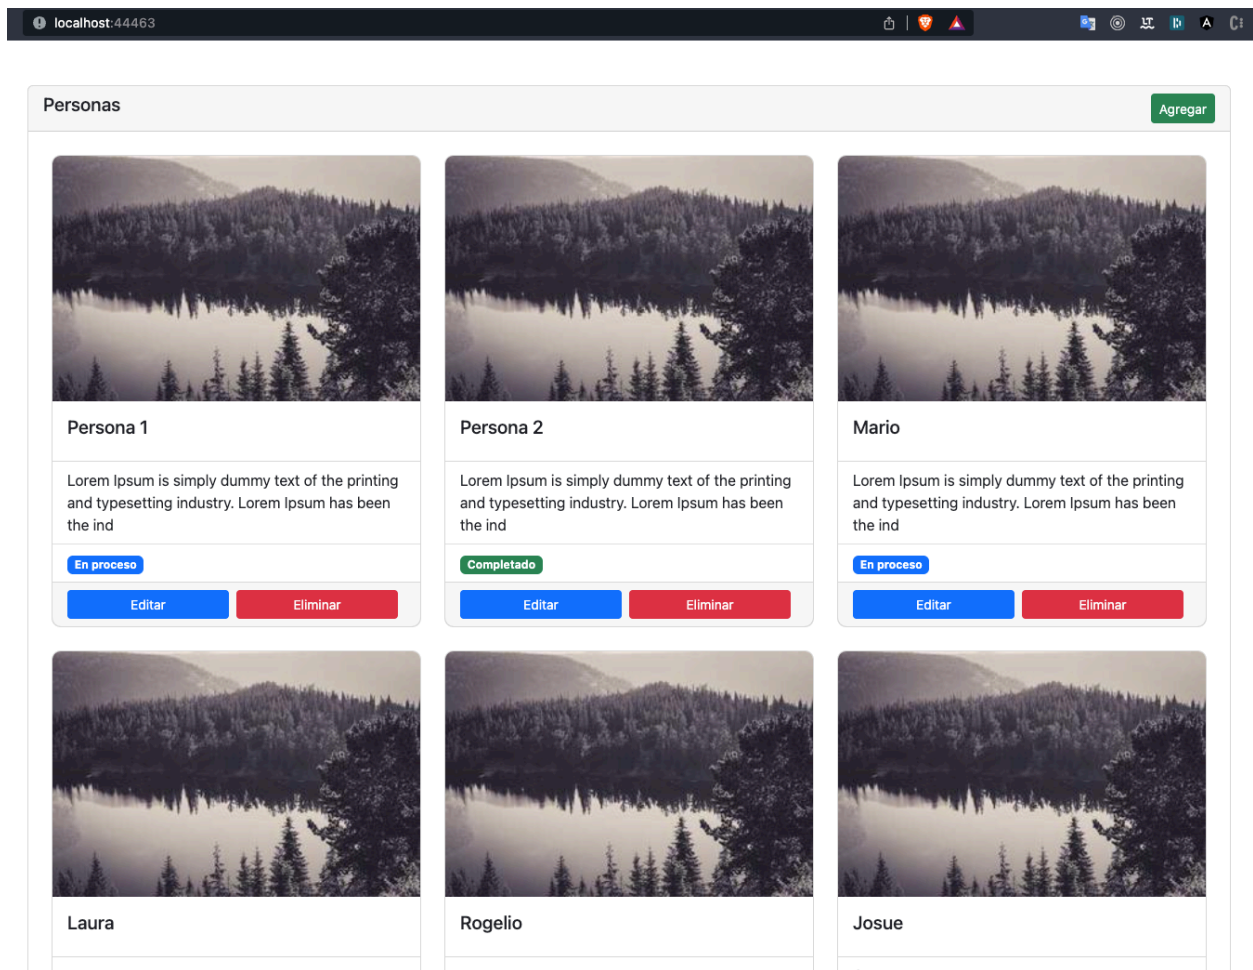 localhost:44463
Personas
Agregar
Persona 1
Lorem Ipsum is simply dummy text of the printing
and typesetting industry. Lorem Ipsum has been
the ind
En proceso
Editar
Eliminar
Persona 2
Lorem Ipsum is simply dummy text of the printing
and typesetting industry. Lorem Ipsum has been
the ind
Completado
Editar
Eliminar
Mario
Lorem Ipsum is simply dummy text of the printing
and typesetting industry. Lorem Ipsum has been
the ind
En proceso
Editar
Eliminar
Laura
Rogelio
Josue